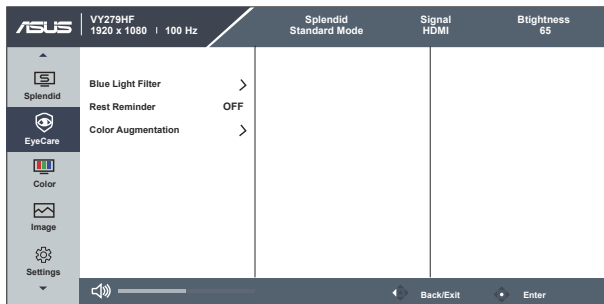 ASUS
VY279HF
1920 x 1080 | 100 Hz
Splendid
Standard Mode
Signal
HDMI
Btightness
65
Splendid
EyeCare
Color
Image
Settings
Blue Light Filter
Rest Reminder OFF
Color Augmentation
Back/Exit
Enter